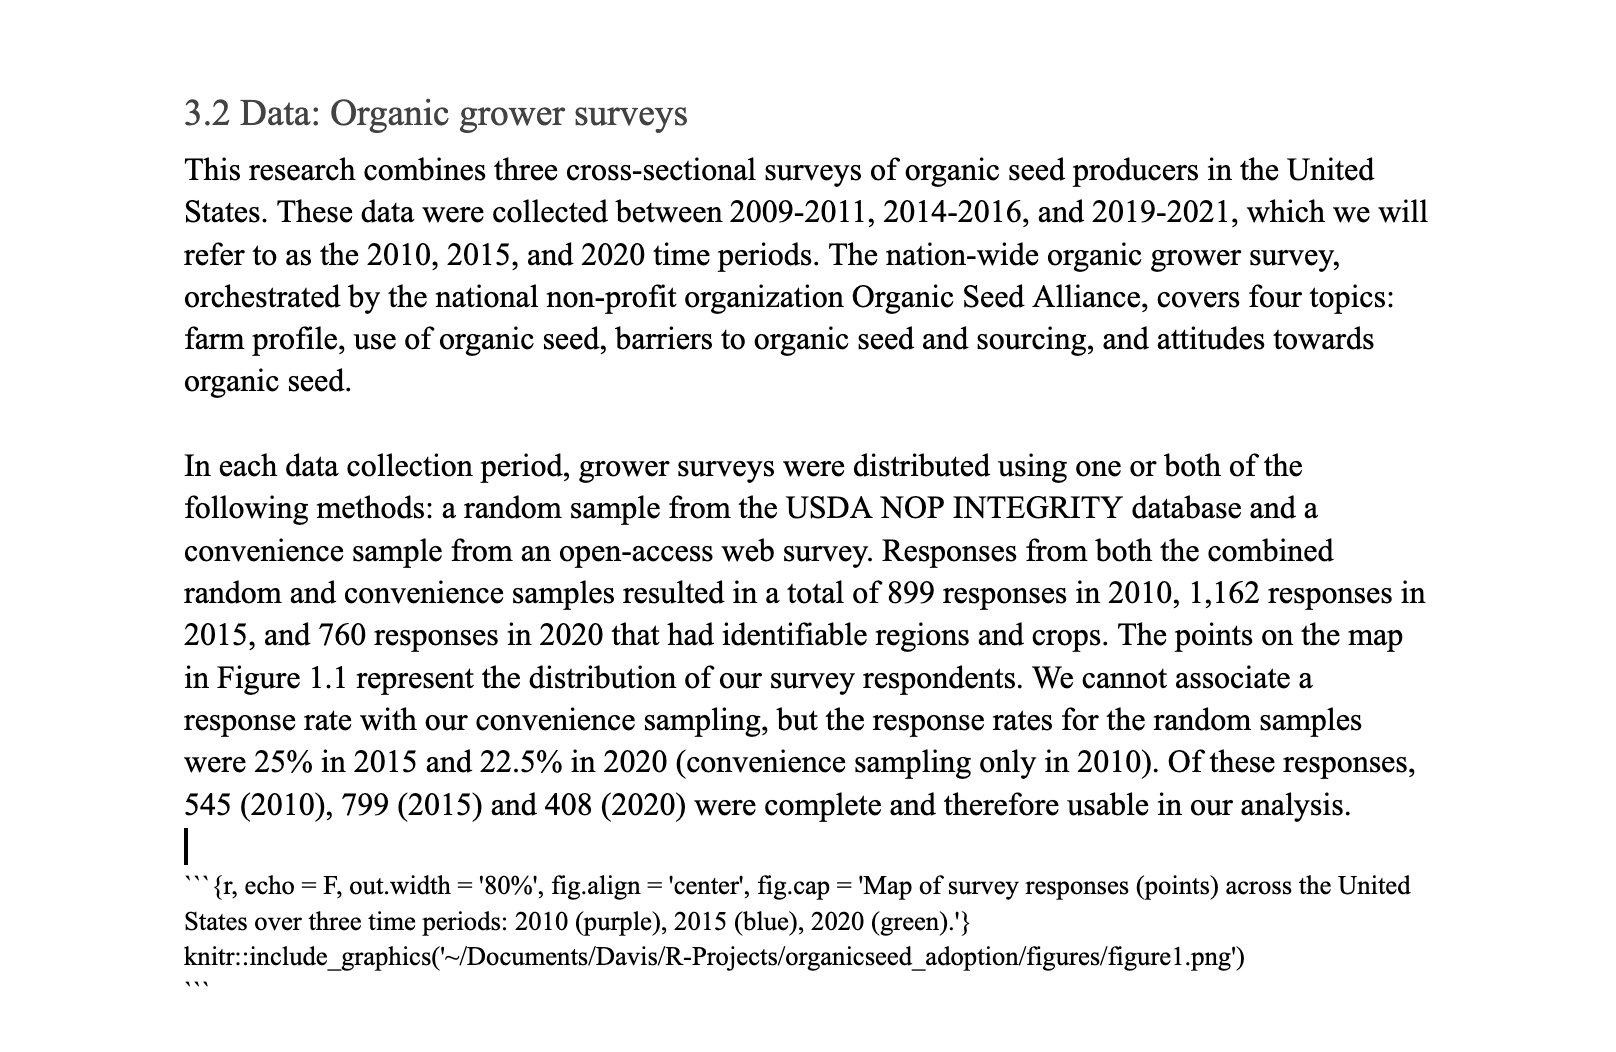 3.2 Data: Organic grower surveys
This research combines three cross-sectional surveys of organic seed producers in the United
States. These data were collected between 2009-2011, 2014-2016, and 2019-2021, which we will
refer to as the 2010, 2015, and 2020 time periods. The nation-wide organic grower survey,
orchestrated by the national non-profit organization Organic Seed Alliance, covers four topics:
farm profile, use of organic seed, barriers to organic seed and sourcing, and attitudes towards
organic seed.
In each data collection period, grower surveys were distributed using one or both of the
following methods: a random sample from the USDA NOP INTEGRITY database and a
convenience sample from an open-access web survey. Responses from both the combined
random and convenience samples resulted in a total of 899 responses in 2010, 1,162 responses in
2015, and 760 responses in 2020 that had identifiable regions and crops. The points on the map
in Figure 1.1 represent the distribution of our survey respondents. We cannot associate a
response rate with our convenience sampling, but the response rates for the random samples
were 25% in 2015 and 22.5% in 2020 (convenience sampling only in 2010). Of these responses,
545 (2010), 799 (2015) and 408 (2020) were complete and therefore usable in our analysis.
```{r, echo = F, out.width = '80%', fig.align = 'center', fig.cap = 'Map of survey responses (points) across the United
States over three time periods: 2010 (purple), 2015 (blue), 2020 (green).'}
knitr::include_graphics('~/Documents/Davis/R-Projects/organicseed_adoption/figures/figure1.png')
```